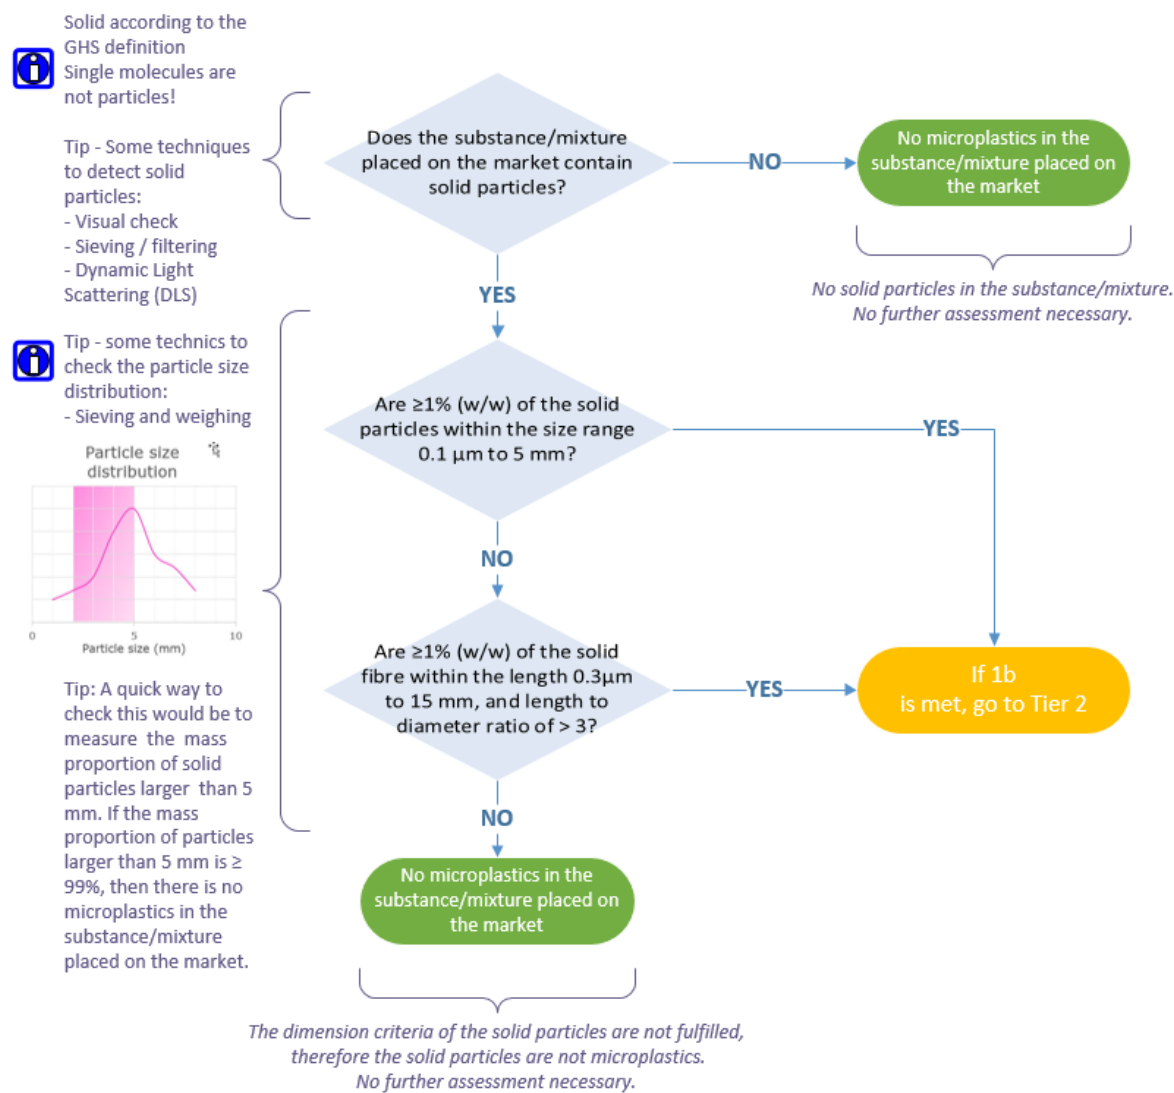 Solid according to the
GHS definition
Single molecules are
not particles!
Tip - Some techniques
to detect solid
particles:
- Visual check
- Sieving / filtering
- Dynamic Light
Scattering (DLS)
Does the substance/mixture
placed on the market contain
solid particles?
NO
No microplastics in the
substance/mixture placed on
the market
No solid particles in the substance/mixture.
No further assessment necessary.
YES
Tip - some technics to
check the particle size
distribution:
- Sieving and weighing
Particle size
distribution
0
5
10
Particle size (mm)
Tip: A quick way to
check this would be to
measure the mass
proportion of solid
particles larger than 5
mm. If the mass
proportion of particles
larger than 5 mm is ≥
99%, then there is no
microplastics in the
substance/mixture
placed on the market.
Are ≥1% (w/w) of the solid
particles within the size range
0.1 µm to 5 mm?
YES
NO
Are ≥1% (w/w) of the solid
fibre within the length 0.3µm
to 15 mm, and length to
diameter ratio of > 3?
YES
If 1b
is met, go to Tier 2
NO
No microplastics in the
substance/mixture placed on
the market
The dimension criteria of the solid particles are not fulfilled,
therefore the solid particles are not microplastics.
No further assessment necessary.